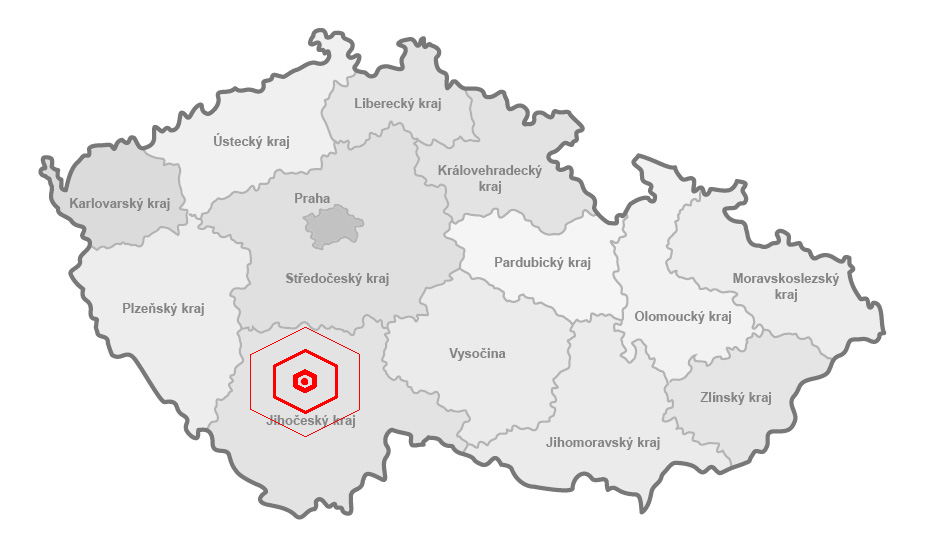 Liberecký kraj
Ústecký kraj
Královehradecký
kraj
Karlovarský kraj
Praha
Pardubický kraj
Středočeský kraj
Moravskoslezský
kraj
Plzeňský kraj
Olomoucký kraj
Vysočina
Zlínský kraj
Jihočeský kraj
Jihomoravský kraj